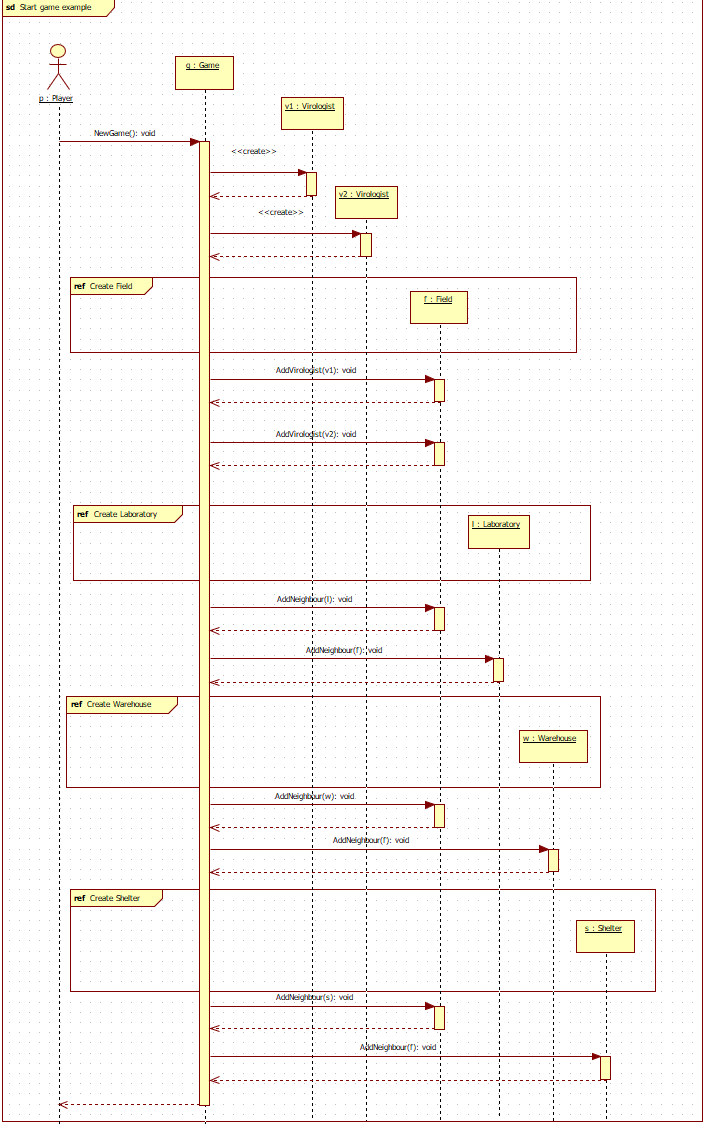 sd Start game example
g : Game
p : Player
v1 : Virologist
NewGame(): void
<<create>>
v2 : Virologist
<<create>>
ref Create Field
f : Field
AddVirologist(v1): void
AddVirologist(v2): void
ref Create Laboratory
l : Laboratory
AddNeighbour(l): void
AddNeighbour(f): void
ref Create Warehouse
w : Warehouse
AddNeighbour(w): void
AddNeighbour(f): void
ref Create Shelter
s : Shelter
AddNeighbour(s): void
AddNeighbour(f): void